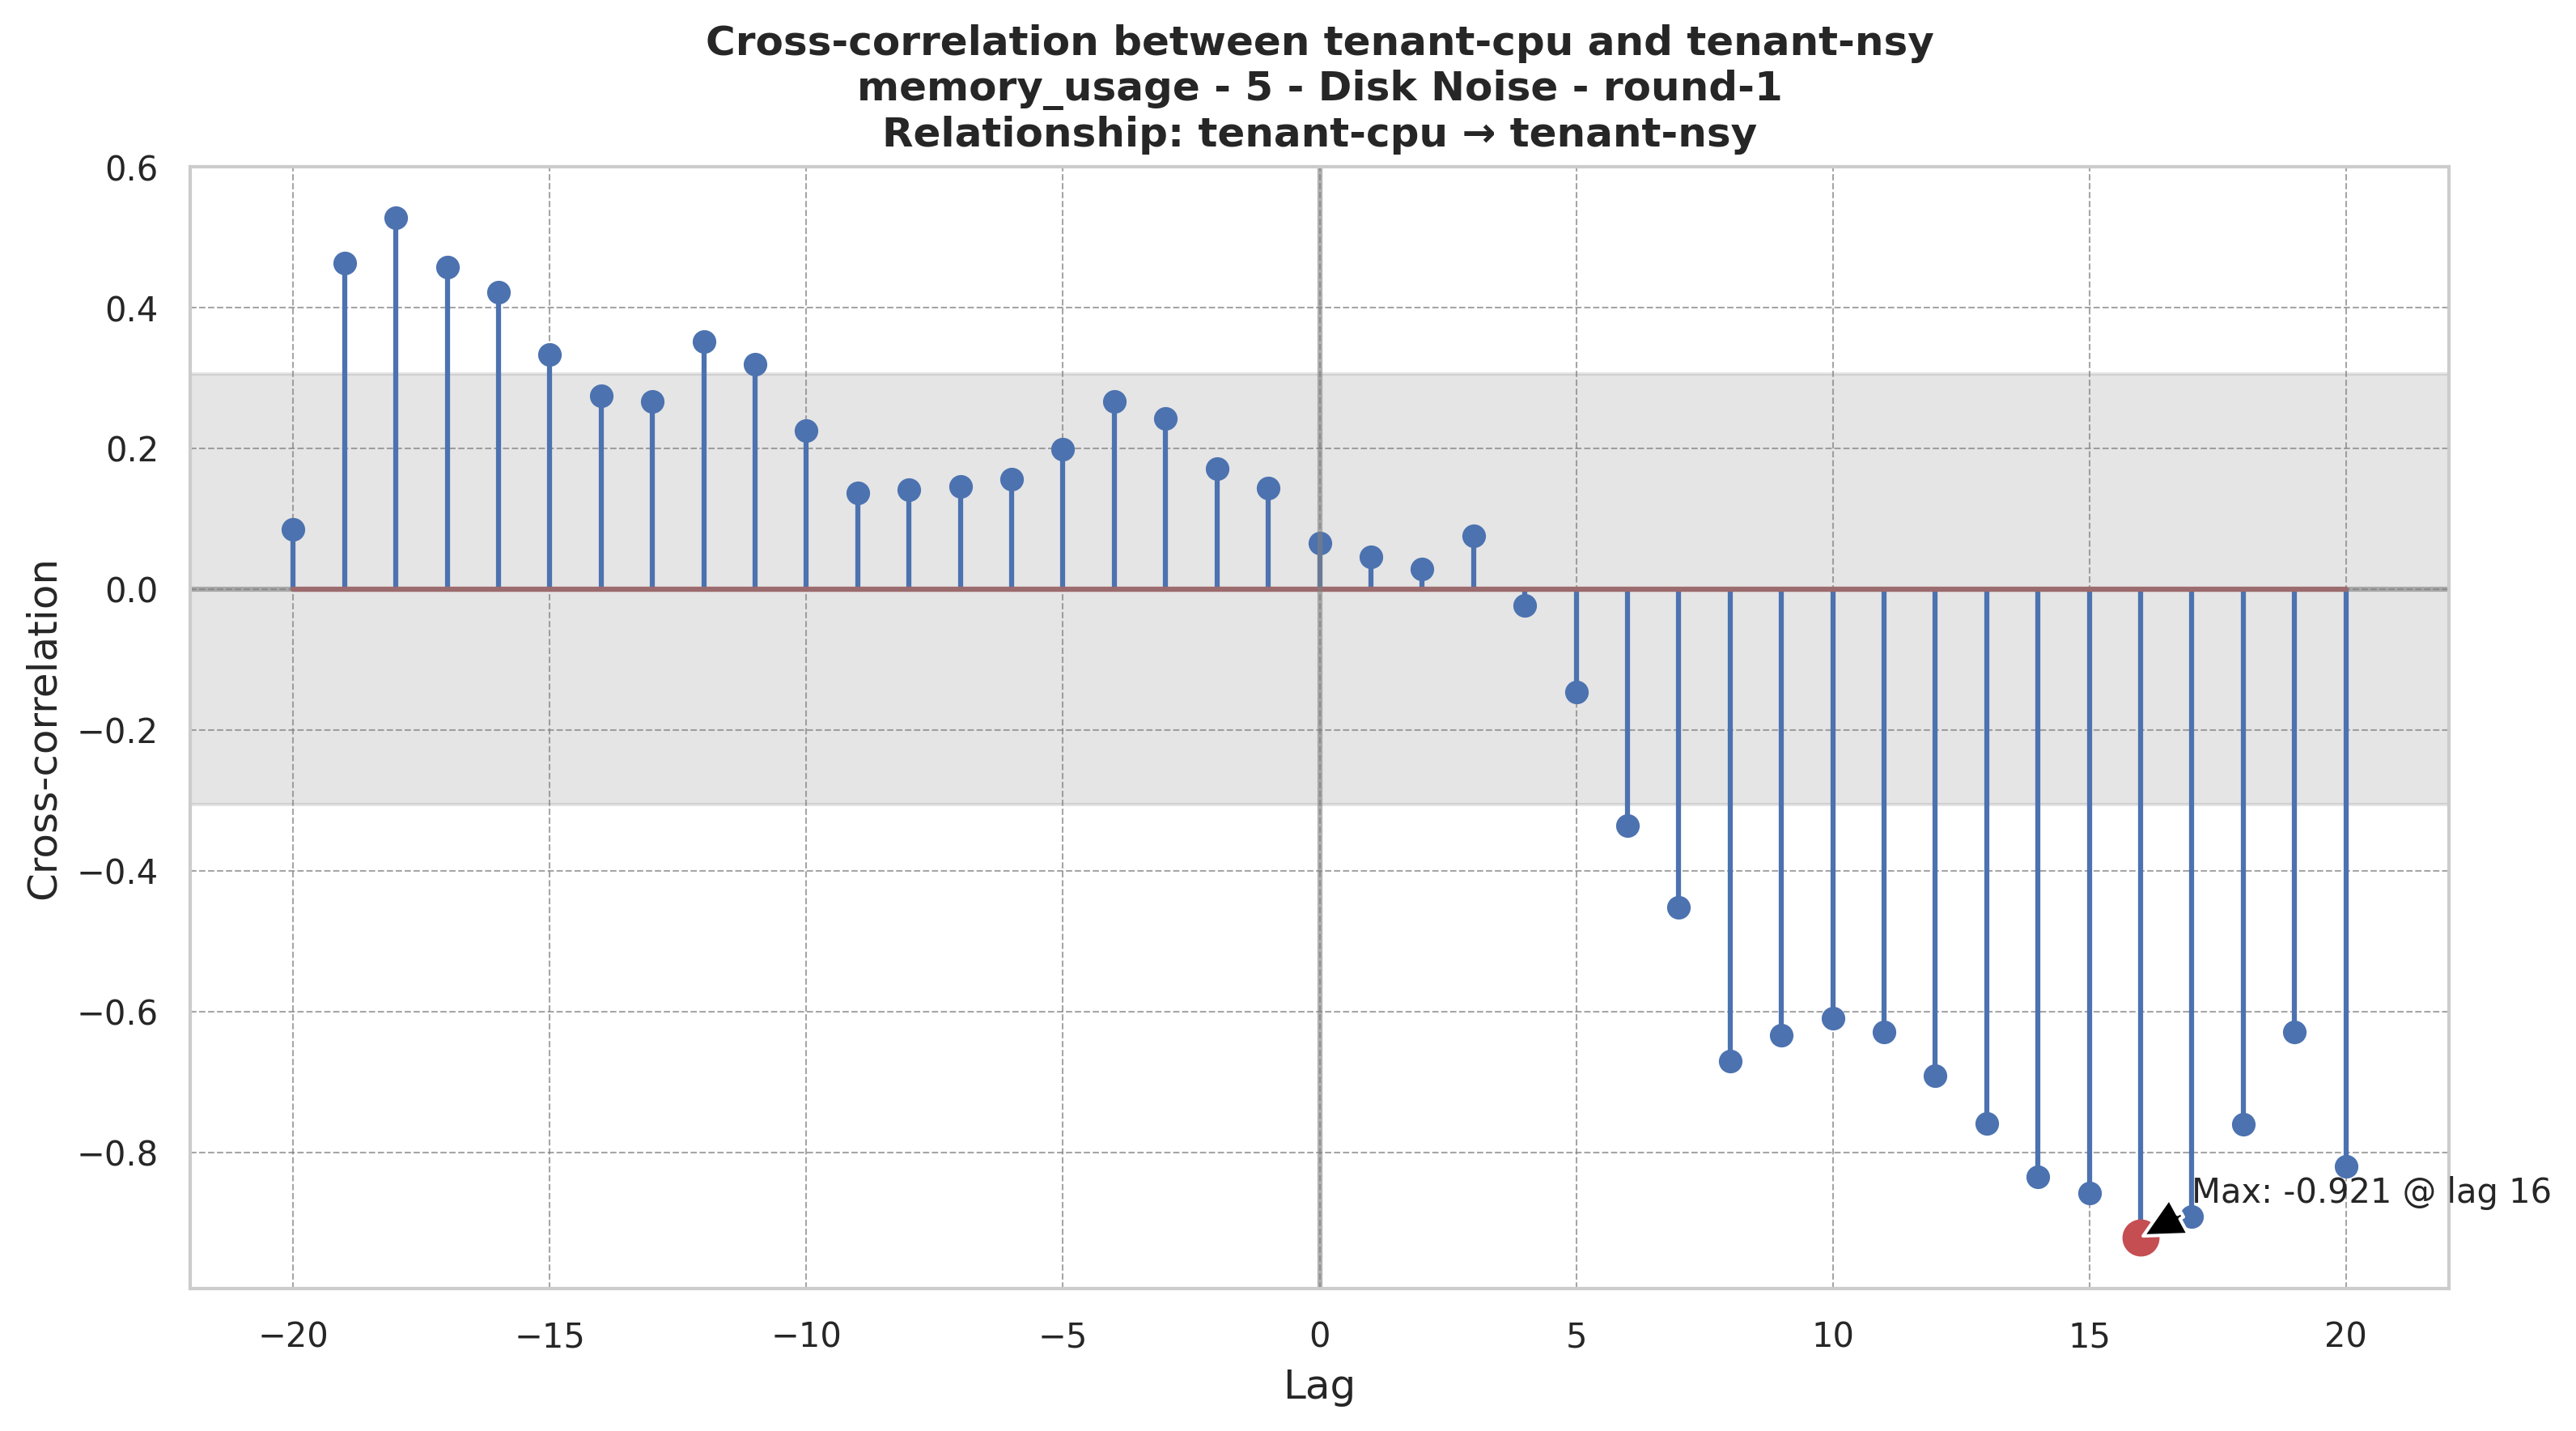 Cross-correlation between tenant-cpu and tenant-nsy
memory_usage - 5 - Disk Noise - round-1
Relationship: tenant-cpu → tenant-nsy
Cross-correlation
0.6
0.4
0.2
0.0
−0.2
−0.4
−0.6
−0.8
Max: -0.921 @ lag 16
−20
−15
−10
−5
0
5
10
15
20
Lag